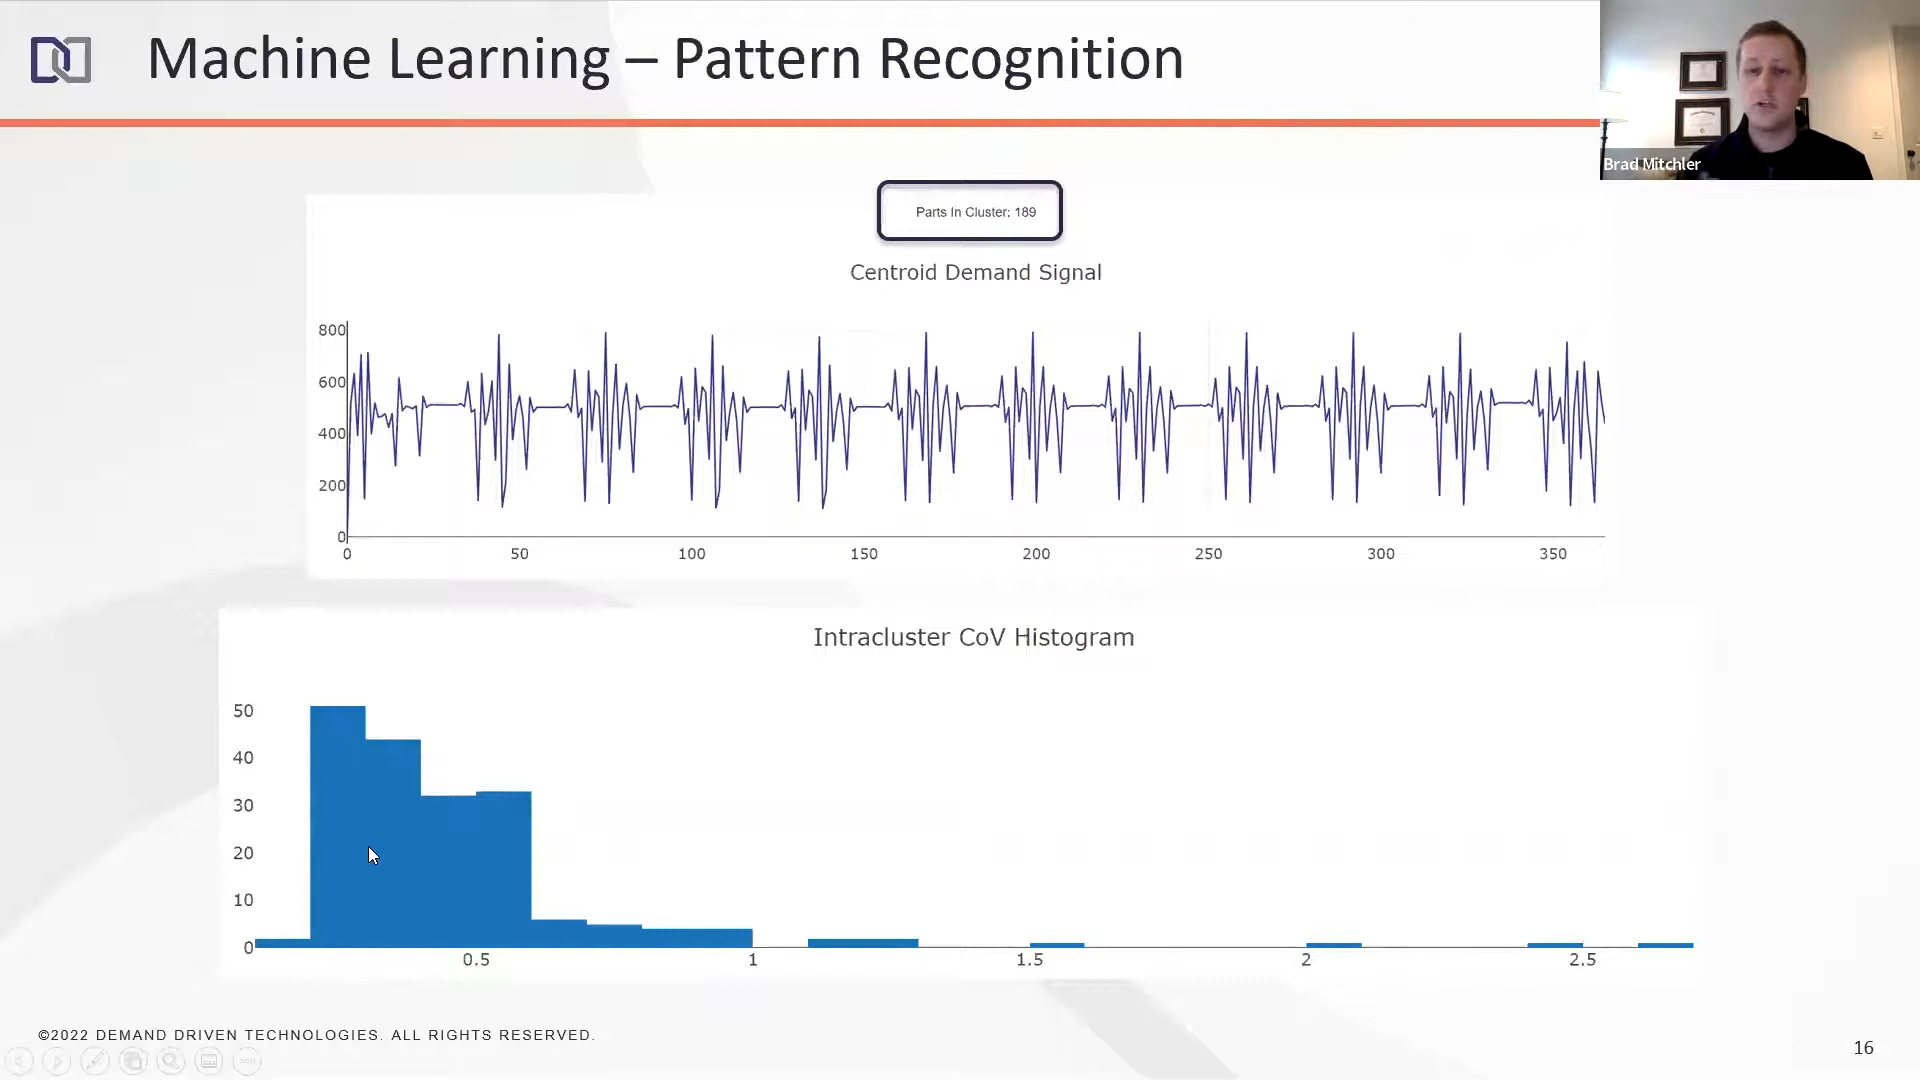 Machine Learning – Pattern Recognition
Brad Mitchler
Parts In Cluster: 189
Centroid Demand Signal
800
600
400
200
0
0 50 100 150 200 250 300 350
Intracluster CoV Histogram
50
40
30
20
10
0
0.5 1 1.5 2 2.5
©2022 DEMAND DRIVEN TECHNOLOGIES. ALL RIGHTS RESERVED.
16